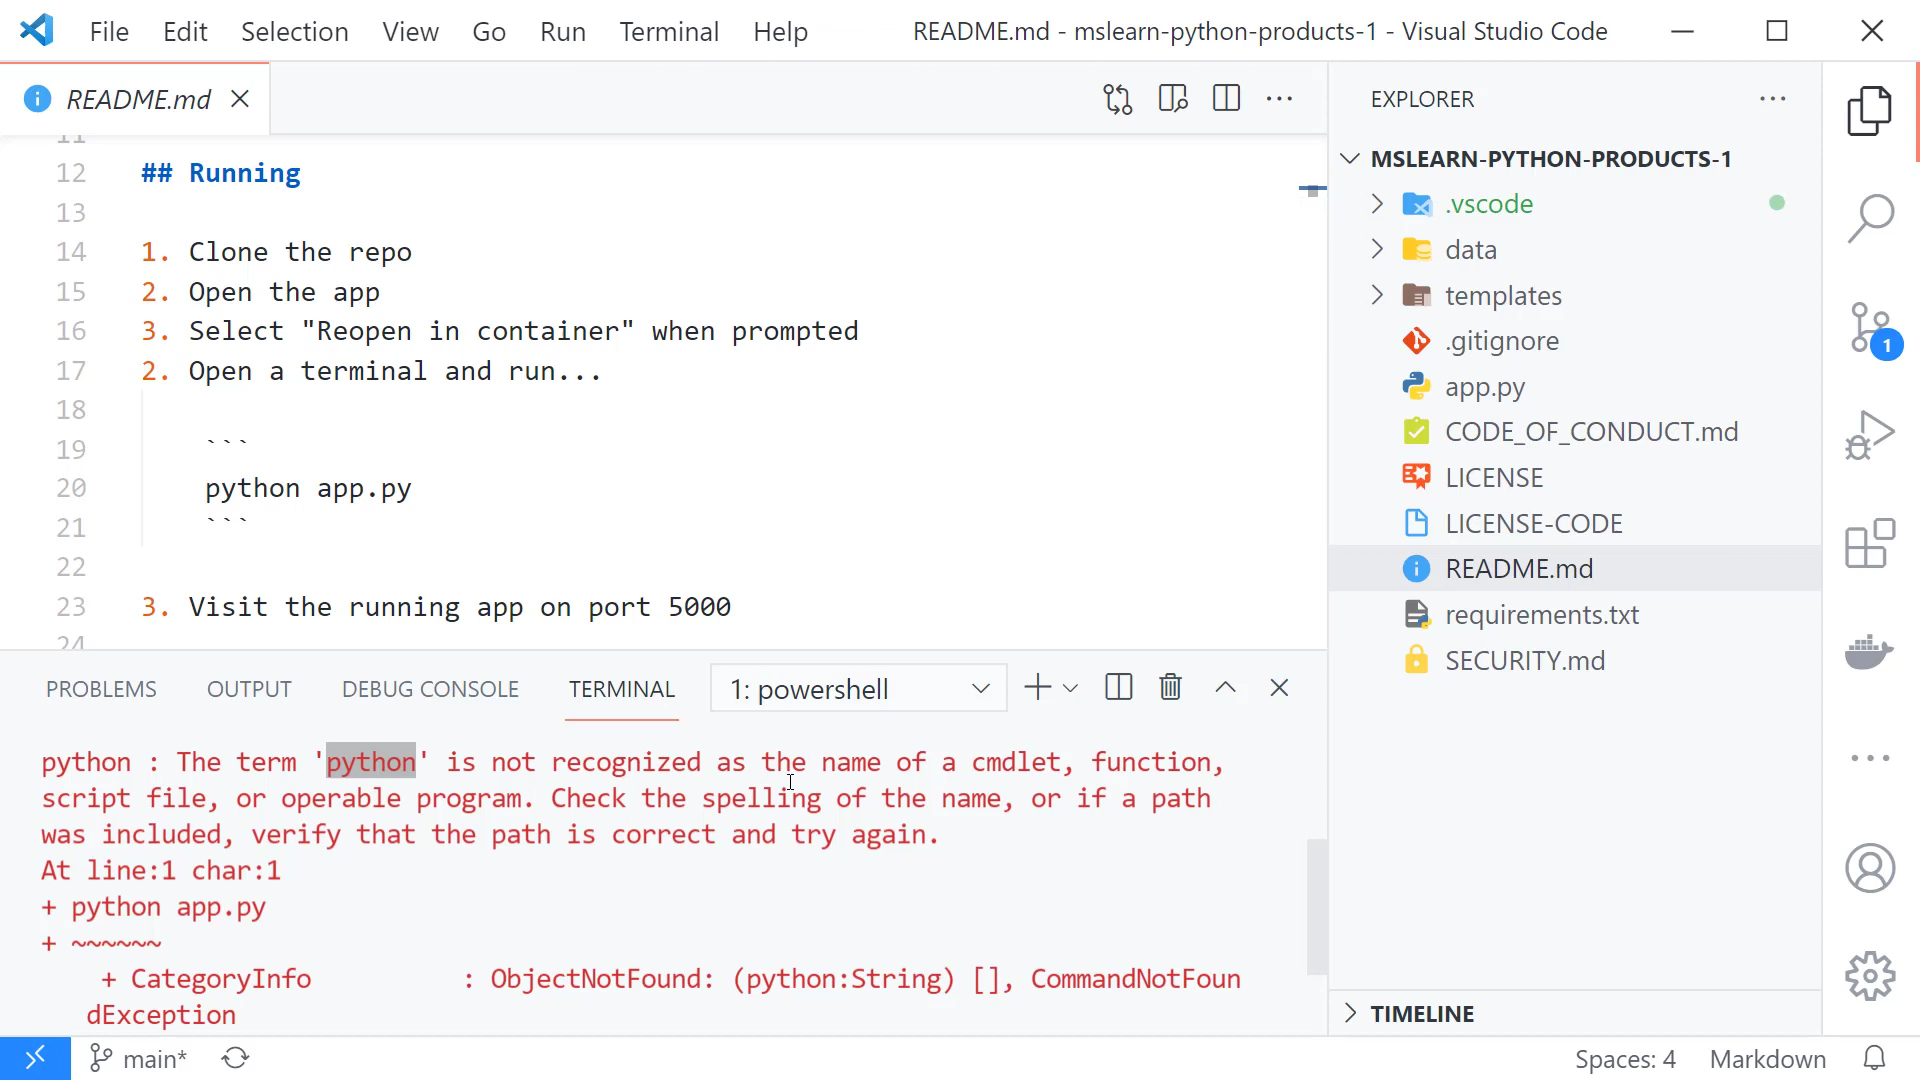 File Edit Selection View Go Run Terminal Help
README.md - mslearn-python-products-1 - Visual Studio Code
README.md
11
12 ## Running
13
14 1. Clone the repo
15 2. Open the app
16 3. Select "Reopen in container" when prompted
17 2. Open a terminal and run...
18
19 ```
20 python app.py
21 ```
22
23 3. Visit the running app on port 5000
24
EXPLORER
MSLEARN-PYTHON-PRODUCTS-1
.vscode
data
templates
.gitignore
app.py
CODE_OF_CONDUCT.md
LICENSE
LICENSE-CODE
README.md
requirements.txt
SECURITY.md
TIMELINE
1
PROBLEMS OUTPUT DEBUG CONSOLE TERMINAL 1: powershell
python : The term 'python' is not recognized as the name of a cmdlet, function,
script file, or operable program. Check the spelling of the name, or if a path
was included, verify that the path is correct and try again.
At line:1 char:1
+ python app.py
+ ~~~~~~
+ CategoryInfo : ObjectNotFound: (python:String) [], CommandNotFoun
dException
main* Spaces: 4 Markdown